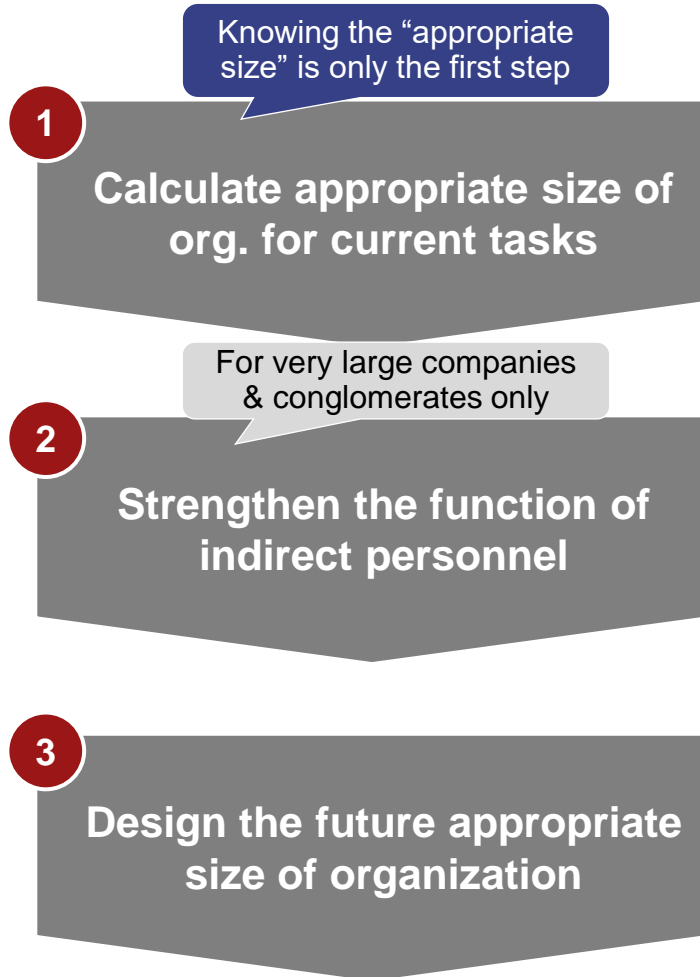 Knowing the “appropriate
size” is only the first step
1
Calculate appropriate size of
org. for current tasks
For very large companies
& conglomerates only
2
Strengthen the function of
indirect personnel
3
Design the future appropriate
size of organization